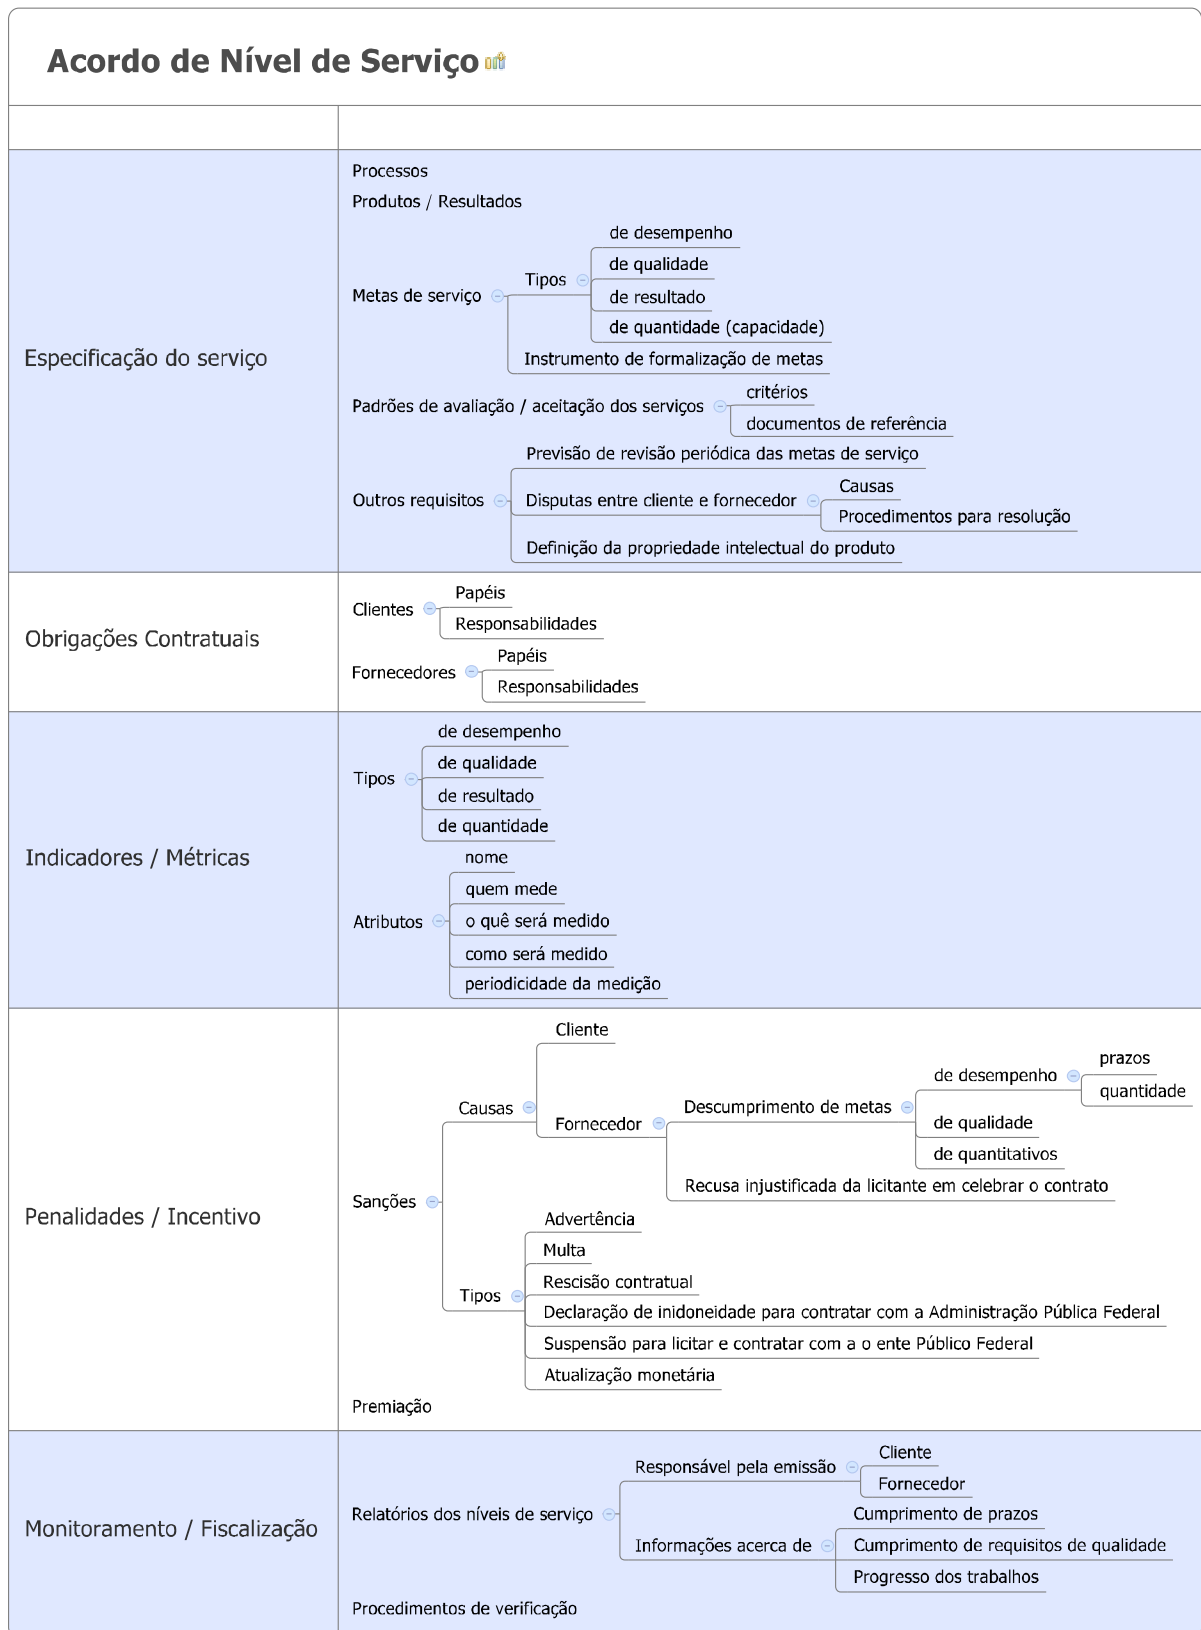 Acordo de Nível de Serviço
Especificação do serviço
Processos
Produtos / Resultados
Metas de serviço
Tipos
de desempenho
de qualidade
de resultado
de quantidade (capacidade)
Instrumento de formalização de metas
Padrões de avaliação / aceitação dos serviços
critérios
documentos de referência
Outros requisitos
Previsão de revisão periódica das metas de serviço
Disputas entre cliente e fornecedor
Causas
Procedimentos para resolução
Definição da propriedade intelectual do produto
Obrigações Contratuais
Clientes
Papéis
Responsabilidades
Fornecedores
Papéis
Responsabilidades
Indicadores / Métricas
Tipos
de desempenho
de qualidade
de resultado
de quantidade
Atributos
nome
quem mede
o quê será medido
como será medido
periodicidade da medição
Penalidades / Incentivo
Sanções
Causas
Cliente
Fornecedor
Descumprimento de metas
de desempenho
prazos
quantidade
de qualidade
de quantitativos
Recusa injustificada da licitante em celebrar o contrato
Tipos
Advertência
Multa
Rescisão contratual
Declaração de inidoneidade para contratar com a Administração Pública Federal
Suspensão para licitar e contratar com a o ente Público Federal
Atualização monetária
Premiação
Monitoramento / Fiscalização
Relatórios dos níveis de serviço
Responsável pela emissão
Cliente
Fornecedor
Informações acerca de
Cumprimento de prazos
Cumprimento de requisitos de qualidade
Progresso dos trabalhos
Procedimentos de verificação